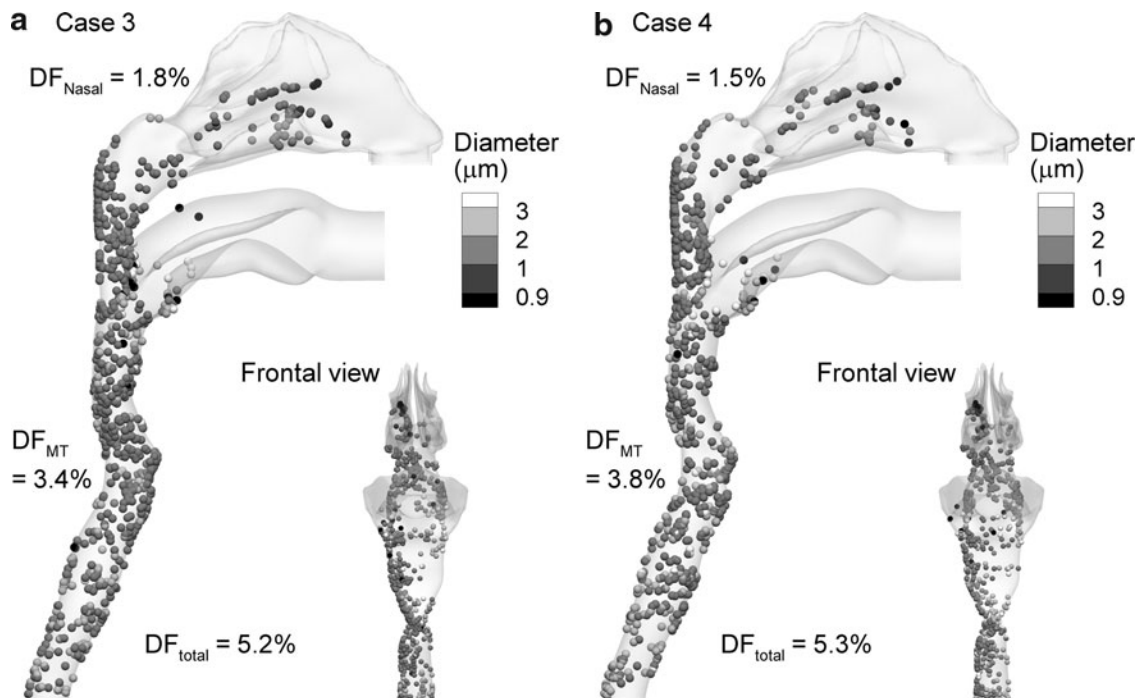 a Case 3
DF_Nasal = 1.8%
Diameter
(μm)
3
2
1
0.9
Frontal view
DF_MT
= 3.4%
DF_total = 5.2%
b Case 4
DF_Nasal = 1.5%
Diameter
(μm)
3
2
1
0.9
Frontal view
DF_MT
= 3.8%
DF_total = 5.3%